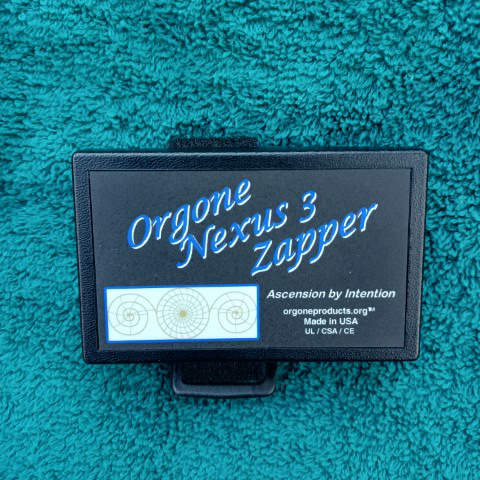 Orgone
Nexus 3
Zapper
Ascension by Intention
orgoneproducts.org™
Made in USA
UL / CSA / CE